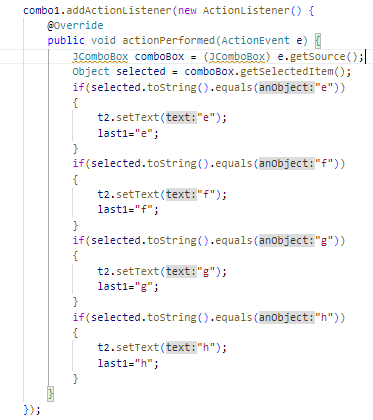 combo1.addActionListener(new ActionListener() {
@Override
public void actionPerformed(ActionEvent e) {
JComboBox comboBox = (JComboBox) e.getSource();
Object selected = comboBox.getSelectedItem();
if(selected.toString().equals(anObject:"e"))
{
t2.setText(text:"e");
last1="e";
}
if(selected.toString().equals(anObject:"f"))
{
t2.setText(text:"f");
last1="f";
}
if(selected.toString().equals(anObject:"g"))
{
t2.setText(text:"g");
last1="g";
}
if(selected.toString().equals(anObject:"h"))
{
t2.setText(text:"h");
last1="h";
}
}
});